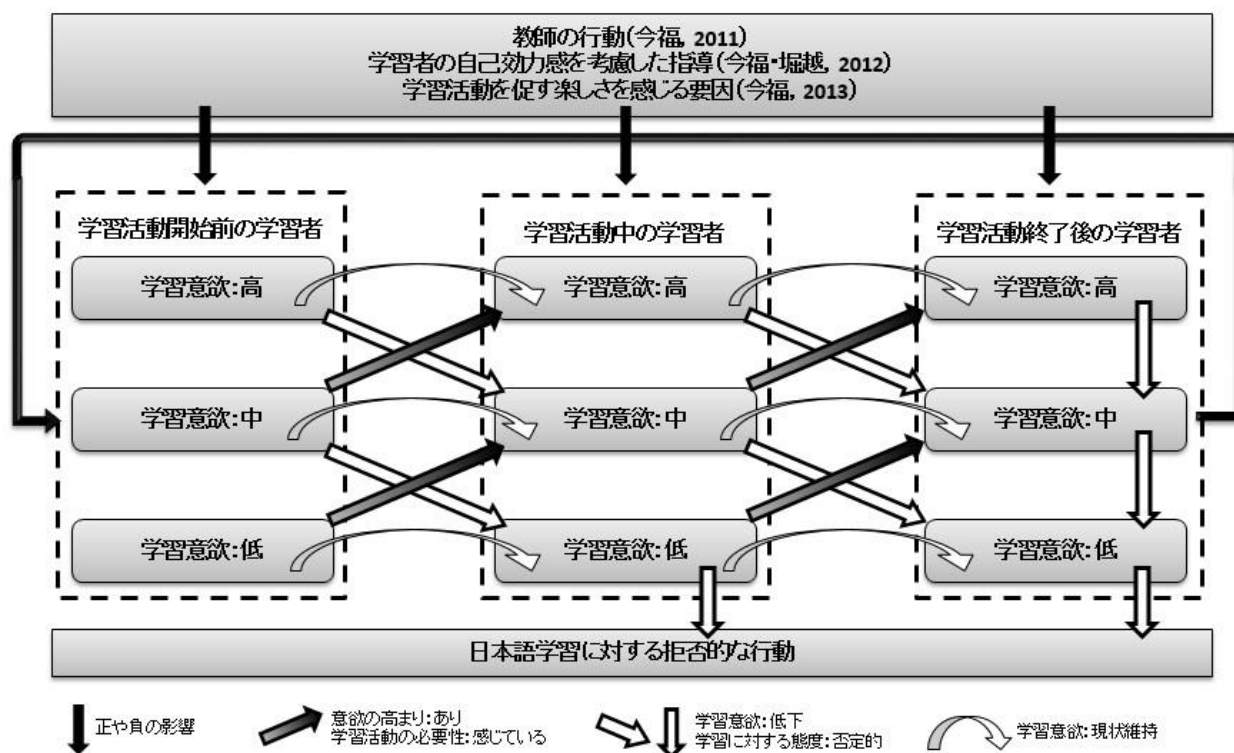 教師の行動(今福, 2011)
学習者の自己効力感を考慮した指導(今福・堀越, 2012)
学習活動を促す楽しさを感じる要因(今福, 2013)
学習活動開始前の学習者
学習意欲:高
学習意欲:中
学習意欲:低
学習活動中の学習者
学習意欲:高
学習意欲:中
学習意欲:低
学習活動終了後の学習者
学習意欲:高
学習意欲:中
学習意欲:低
日本語学習に対する拒否的な行動
正や負の影響
意欲の高まり:あり
学習活動の必要性:感じている
学習意欲:低下
学習に対する態度:否定的
学習意欲:現状維持